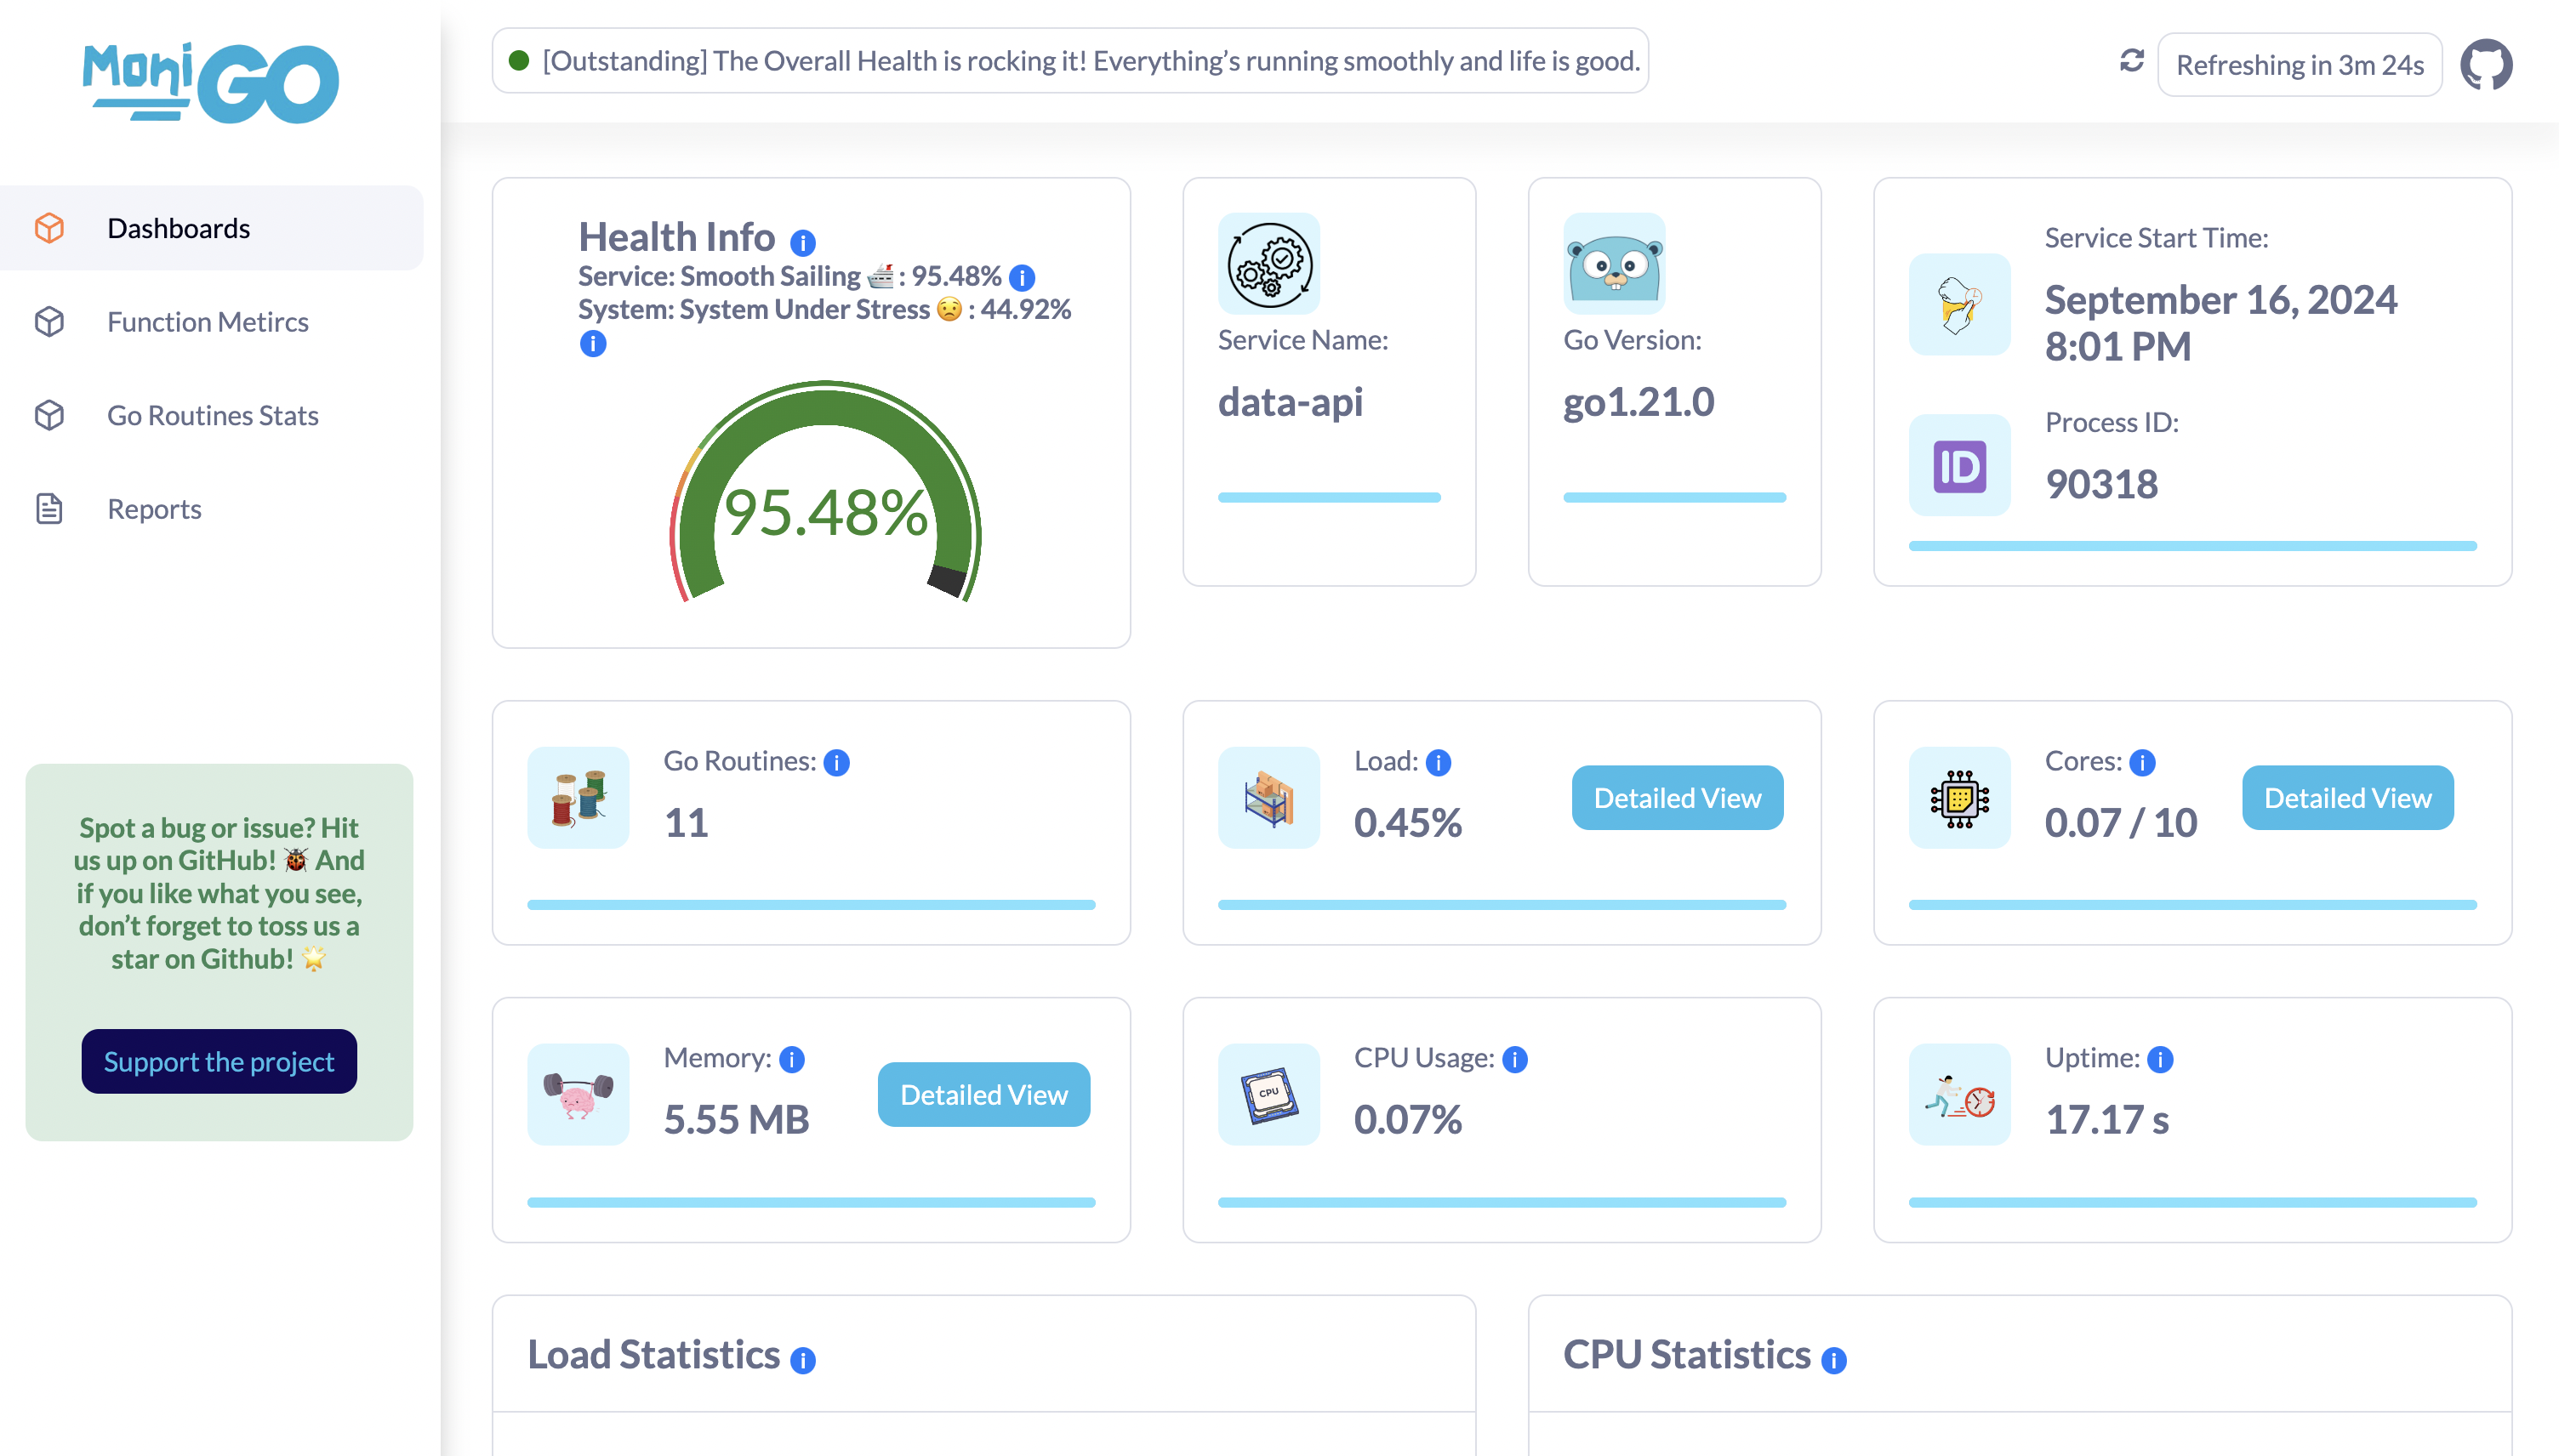 Moni GO
[Outstanding] The Overall Health is rocking it! Everything's running smoothly and life is good.
Refreshing in 3m 24s
Dashboards
Function Metircs
Go Routines Stats
Reports
Spot a bug or issue? Hit
us up on GitHub! 🐞 And
if you like what you see,
don't forget to toss us a
star on Github! 🌟
Support the project
Health Info i
Service: Smooth Sailing 🚢 : 95.48% i
System: System Under Stress 😟 : 44.92%
i
95.48%
Service Name:
data-api
Go Version:
go1.21.0
Service Start Time:
September 16, 2024
8:01 PM
ID
Process ID:
90318
Go Routines: i
11
Load: i
0.45%
Detailed View
Cores: i
0.07 / 10
Detailed View
Memory: i
5.55 MB
Detailed View
CPU
CPU Usage: i
0.07%
Uptime: i
17.17 s
Load Statistics i
CPU Statistics i